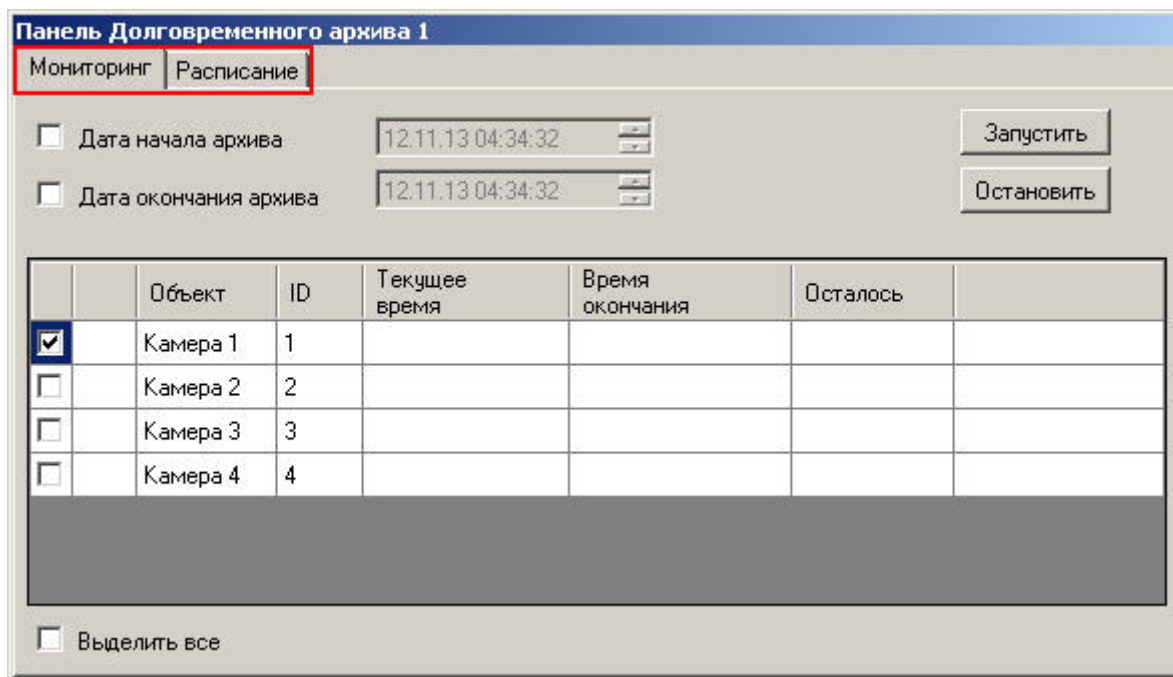 Панель Долговременного архива 1
Мониторинг Расписание
Дата начала архива 12.11.13 04:34:32 Запустить
Дата окончания архива 12.11.13 04:34:32 Остановить
Объект ID Текущее время Время окончания Осталось
Камера 1 1
Камера 2 2
Камера 3 3
Камера 4 4
Выделить все